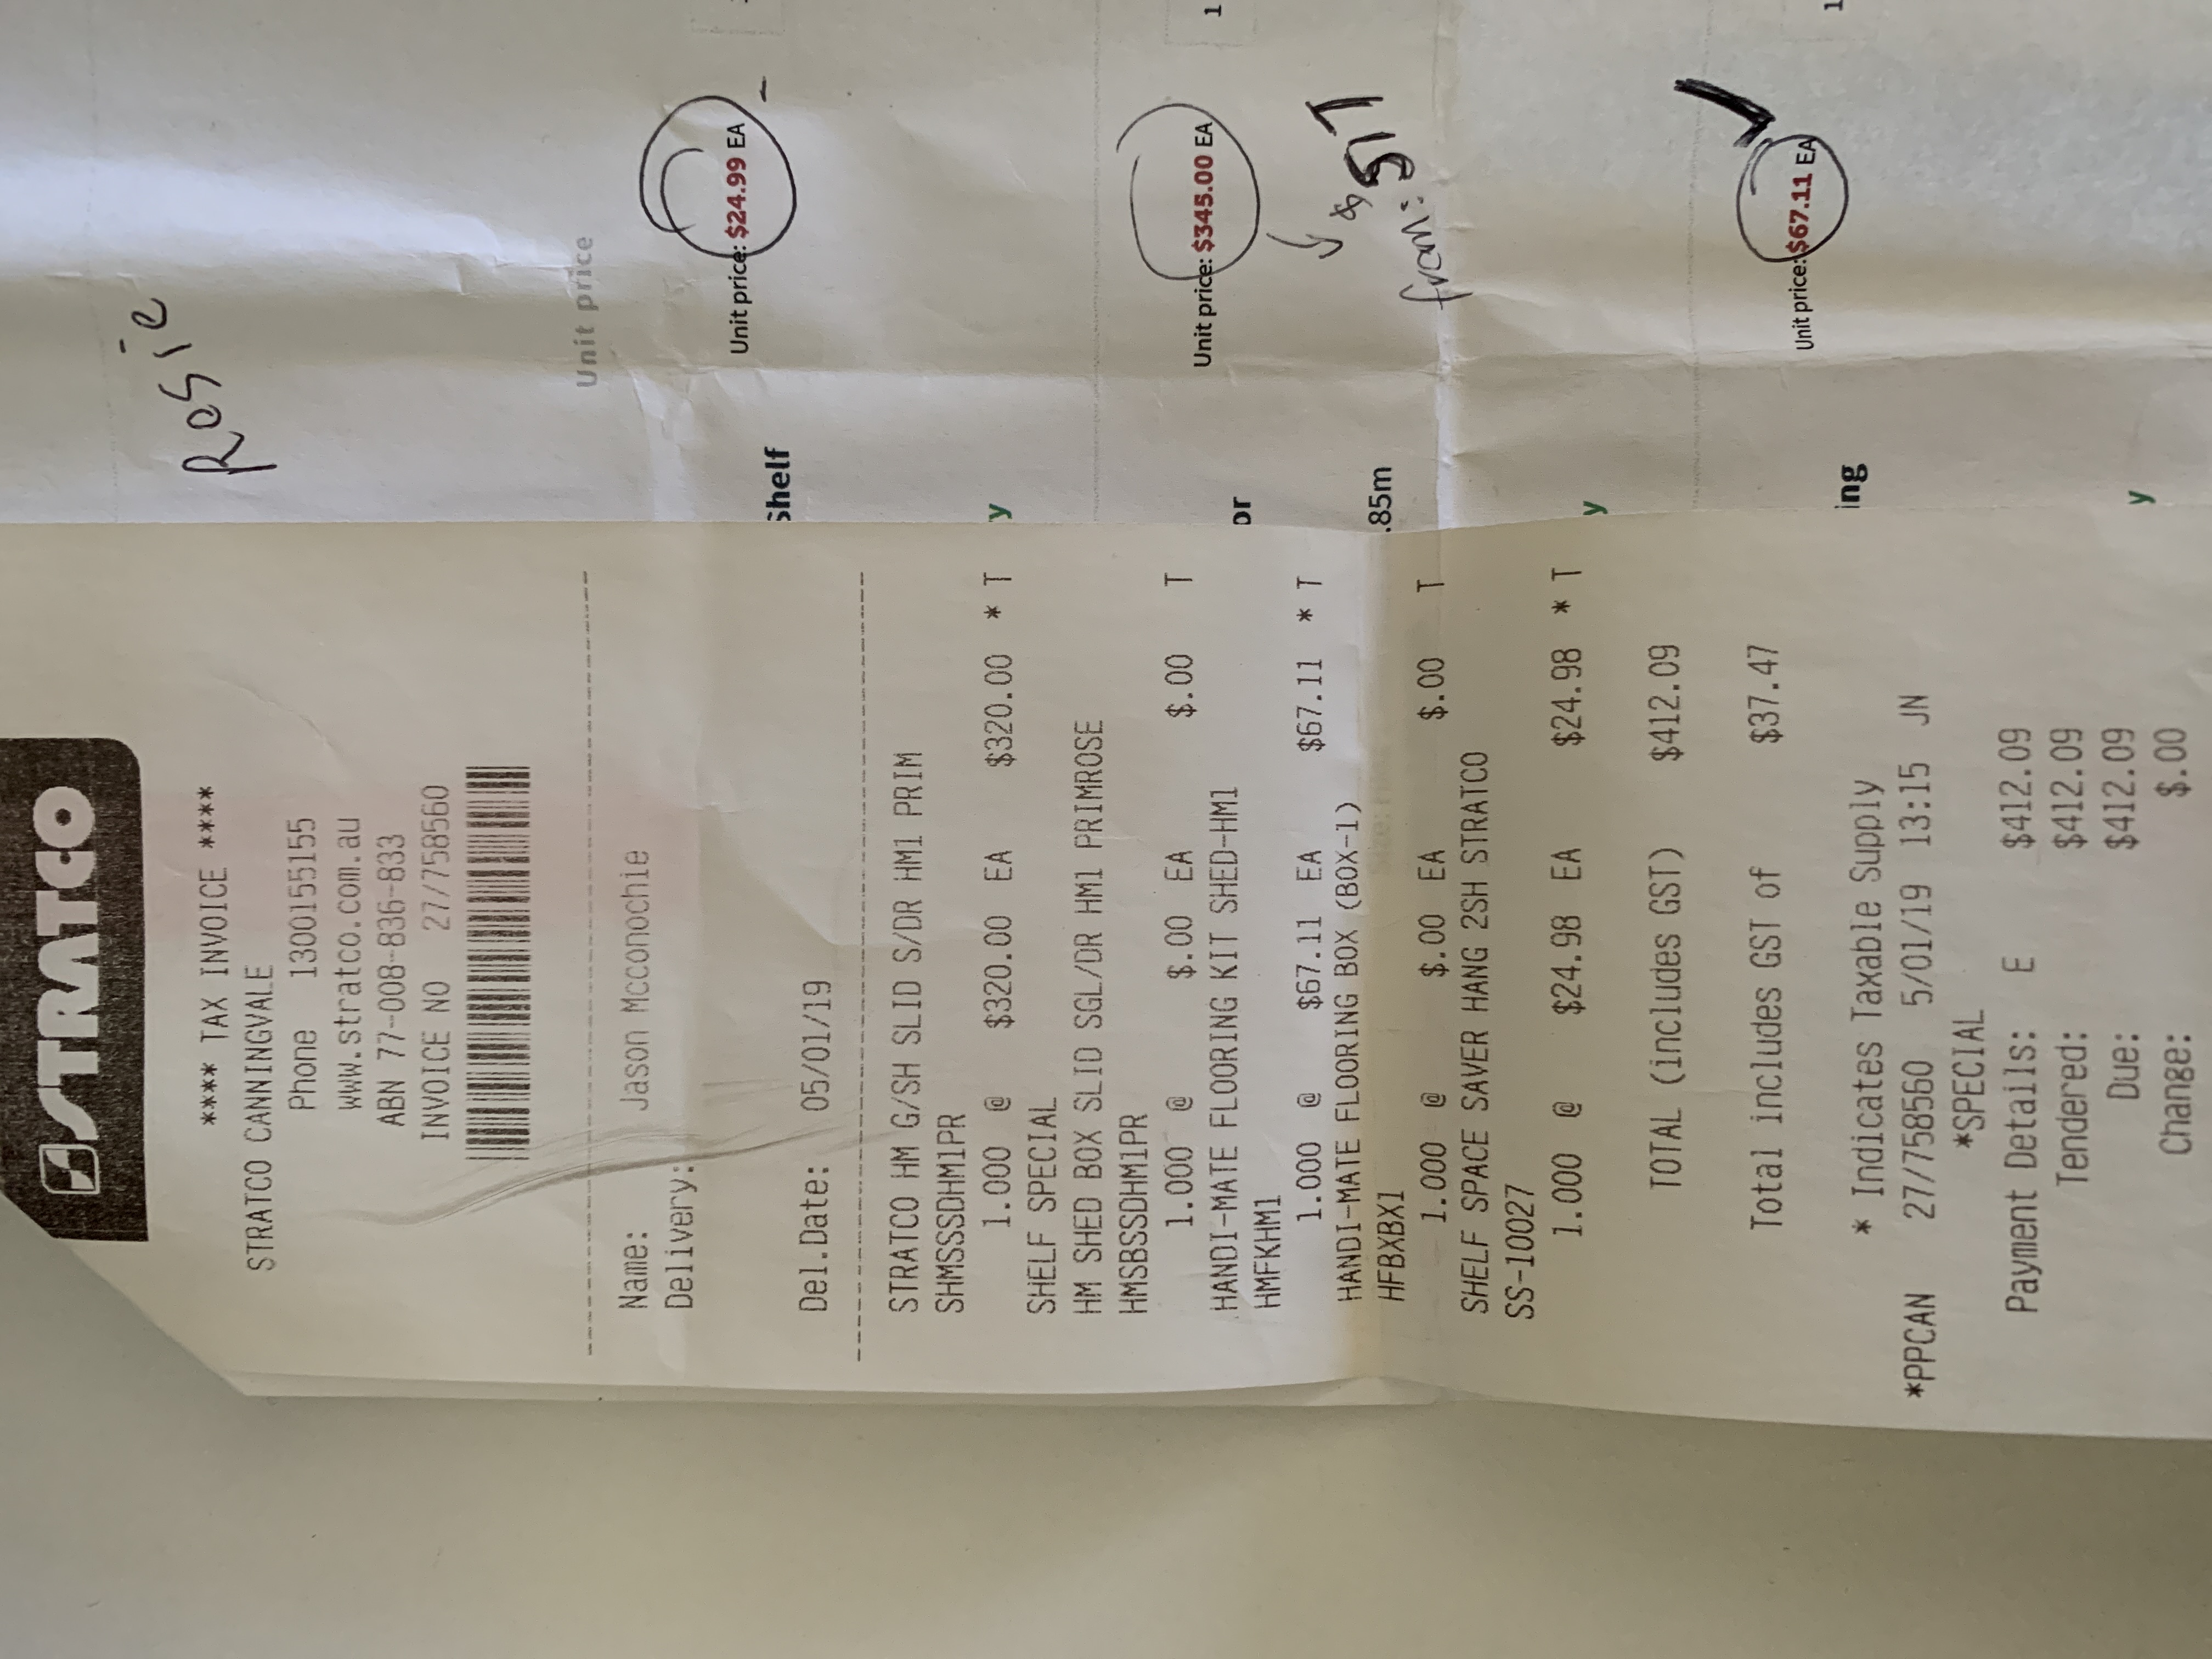 STRATCO
**** TAX INVOICE ****
STRATCO CANNINGVALE
Phone 1300155155
www.stratco.com.au
ABN 77-008-836-833
INVOICE NO 27/758560
Name: Jason Mcconochie
Delivery:
Del.Date: 05/01/19
STRATCO HM G/SH SLID S/DR HM1 PRIM
SHMSSSDHM1PR
1.000 @ $320.00 EA $320.00 * T
SHELF SPECIAL
HM SHED BOX SLID SGL/DR HM1 PRIMROSE
HMSBSSDHM1PR
1.000 @ $.00 EA $.00 T
HANDI-MATE FLOORING KIT SHED-HM1
HMFKHM1
1.000 @ $67.11 EA $67.11 * T
HANDI-MATE FLOORING BOX (BOX-1)
HFBXBX1
1.000 @ $.00 EA $.00 T
SHELF SPACE SAVER HANG 2SH STRATCO
SS-10027
1.000 @ $24.98 EA $24.98 * T
TOTAL (includes GST) $412.09
Total includes GST of $37.47
* Indicates Taxable Supply
*PPCAN 27/758560 5/01/19 13:15 JN
*SPECIAL
Payment Details: E $412.09
Tendered: $412.09
Due: $412.09
Change: $.00
Rosie
Unit price
Unit price: $24.99 EA
Shelf
y
Unit price: $345.00 EA
1
or
$
from:
.85m
y
Unit price: $67.11 EA
1
ing
y